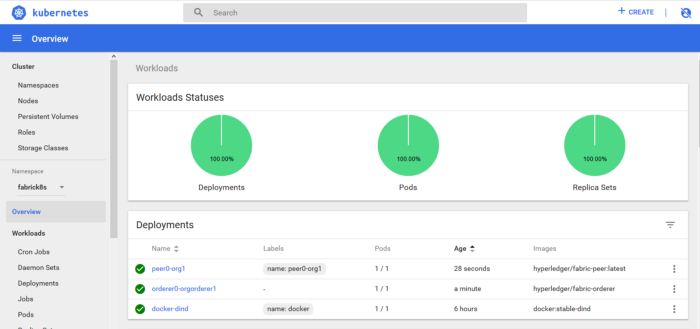 kubernetes
Search
+ CREATE
Overview
Cluster
Namespaces
Nodes
Persistent Volumes
Roles
Storage Classes
Namespace
fabrick8s
Overview
Workloads
Cron Jobs
Daemon Sets
Deployments
Jobs
Pods
Workloads
Workloads Statuses
100.00%
Deployments
100.00%
Pods
100.00%
Replica Sets
Deployments
Name Labels Pods Age Images
peer0-org1 name: peer0-org1 1 / 1 28 seconds hyperledger/fabric-peer:latest
orderer0-orgorderer1 - 1 / 1 a minute hyperledger/fabric-orderer
docker-dind name: docker 1 / 1 6 hours docker:stable-dind